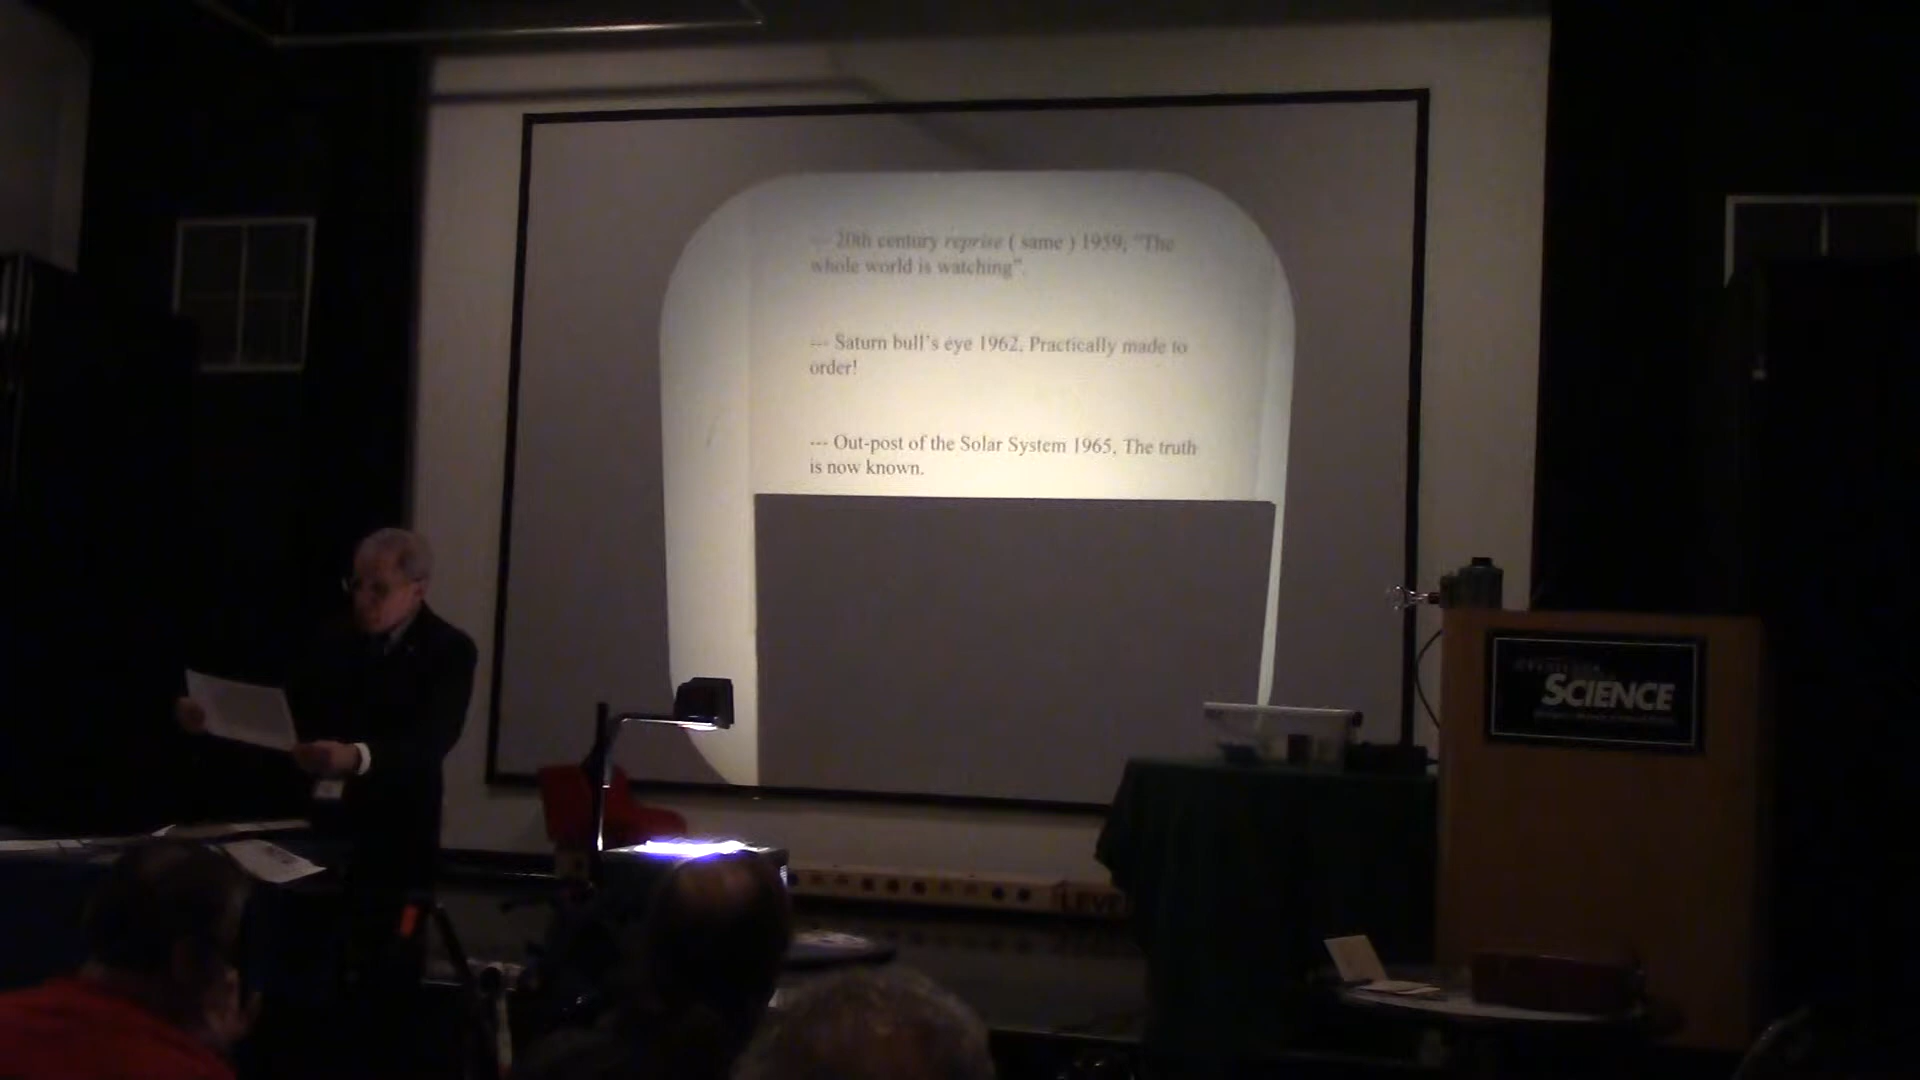 --- 20th century reprise ( same ) 1959, "The
whole world is watching".
--- Saturn bull's eye 1962, Practically made to
order!
--- Out-post of the Solar System 1965, The truth
is now known.
SCIENCE
LEVE